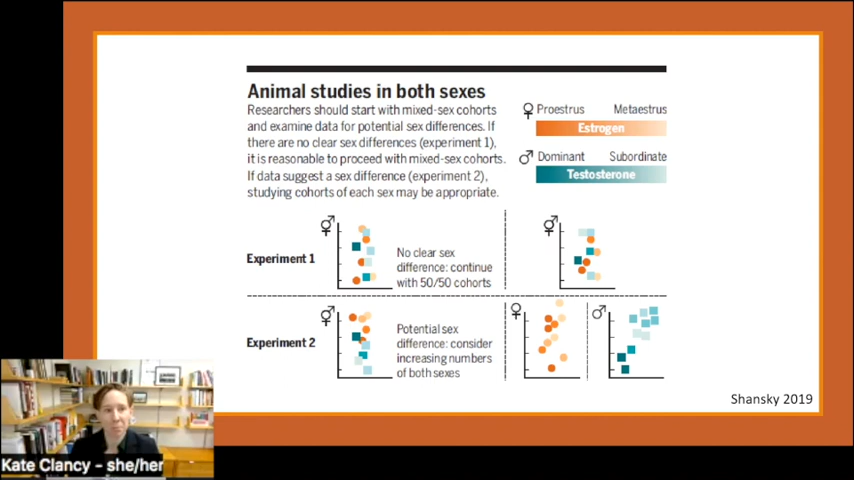 Animal studies in both sexes
Researchers should start with mixed-sex cohorts
and examine data for potential sex differences. If
there are no clear sex differences (experiment 1),
it is reasonable to proceed with mixed-sex cohorts.
If data suggest a sex difference (experiment 2),
studying cohorts of each sex may be appropriate.
♀ Proestrus Metaestrus
Estrogen
♂ Dominant Subordinate
Testosterone
Experiment 1
No clear sex
difference: continue
with 50/50 cohorts
Experiment 2
Potential sex
difference: consider
increasing numbers
of both sexes
Shansky 2019
Kate Clancy - she/her